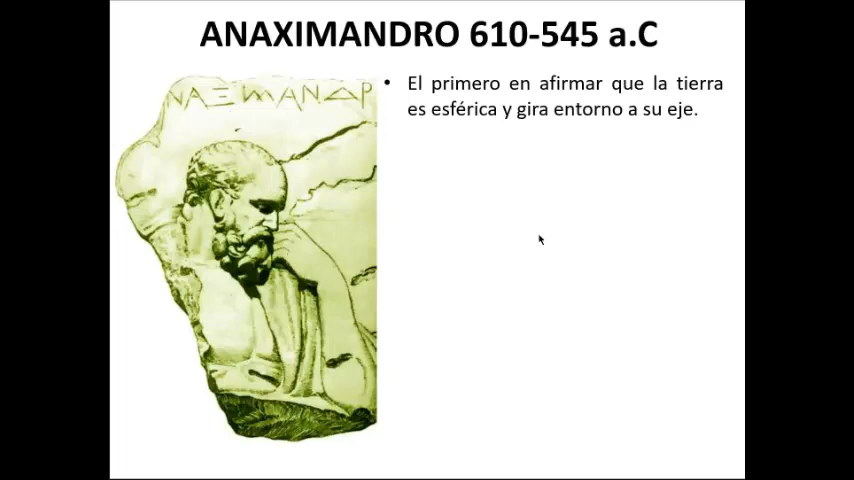 ANAXIMANDRO 610-545 a.C
ΝΑΞΙΜΑΝΔΡ
• El primero en afirmar que la tierra
es esférica y gira entorno a su eje.